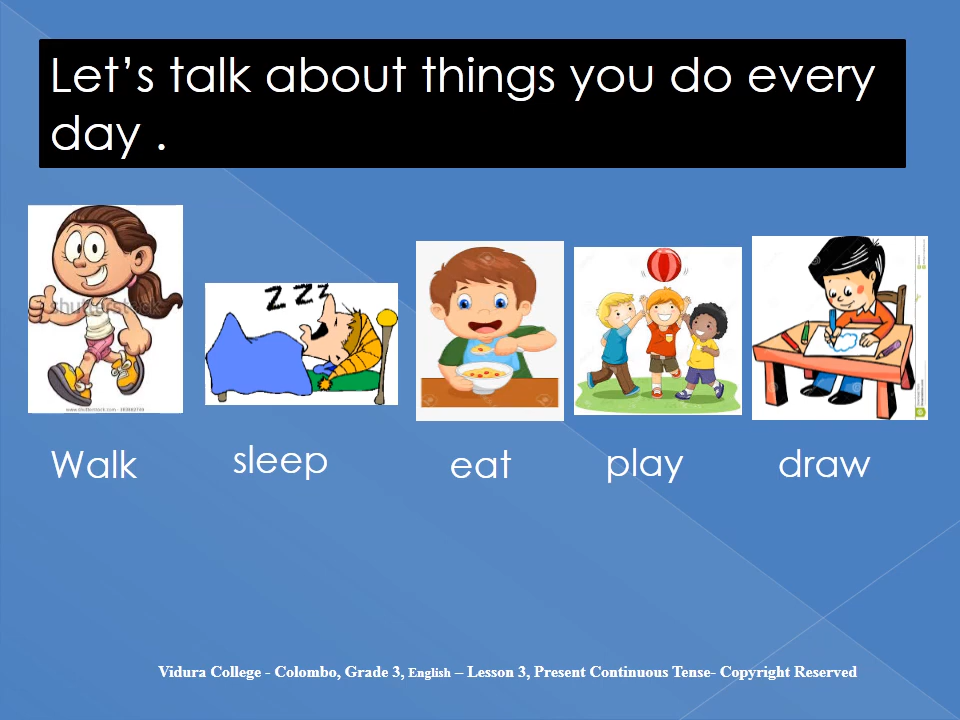 Let’s talk about things you do every
day .
shutterstock
Z Z Z
Walk
sleep
eat
play
draw
Vidura College - Colombo, Grade 3, English – Lesson 3, Present Continuous Tense- Copyright Reserved